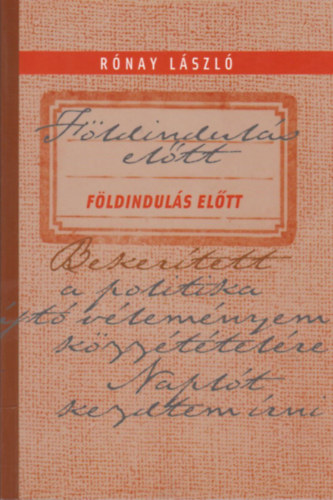 RÓNAY LÁSZLÓ
Földindulás
előtt
FÖLDINDULÁS ELŐTT
Bekerített
a politika
véleményem
közzétételére
Naplót
kezdtem írni